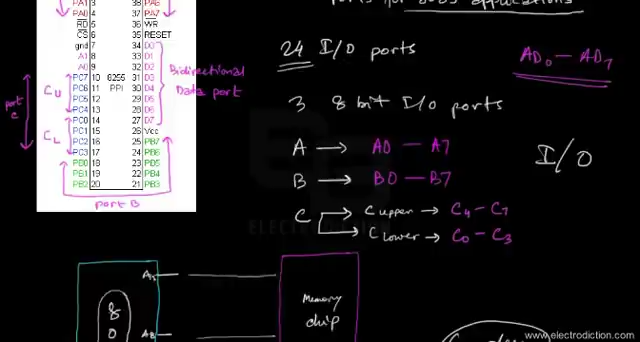 ports for 8085 applications
PA1 3 38 PA6
PA0 4 37 PA7
RD 5 36 WR
CS 6 35 RESET
gnd 7 34 D0
A1 8 33 D1
A0 9 32 D2
PC7 10 8255 31 D3
PC6 11 PPI 30 D4
PC5 12 29 D5
PC4 13 28 D6
PC0 14 27 D7
PC1 15 26 Vcc
PC2 16 25 PB7
PC3 17 24 PB6
PB0 18 23 PB5
PB1 19 22 PB4
PB2 20 21 PB3
Port C
CU
CL
Bidirectional
Data port
port B
24 I/O ports
AD0 — AD7
3 8 bit I/O ports
A → A0 - A7
I/O
B → B0 - B7
C → C upper → C4 - C7
→ C lower → C0 - C3
ELECTRODICTION
A15
8
0
A8
Memory
chip
www.electrodiction.com